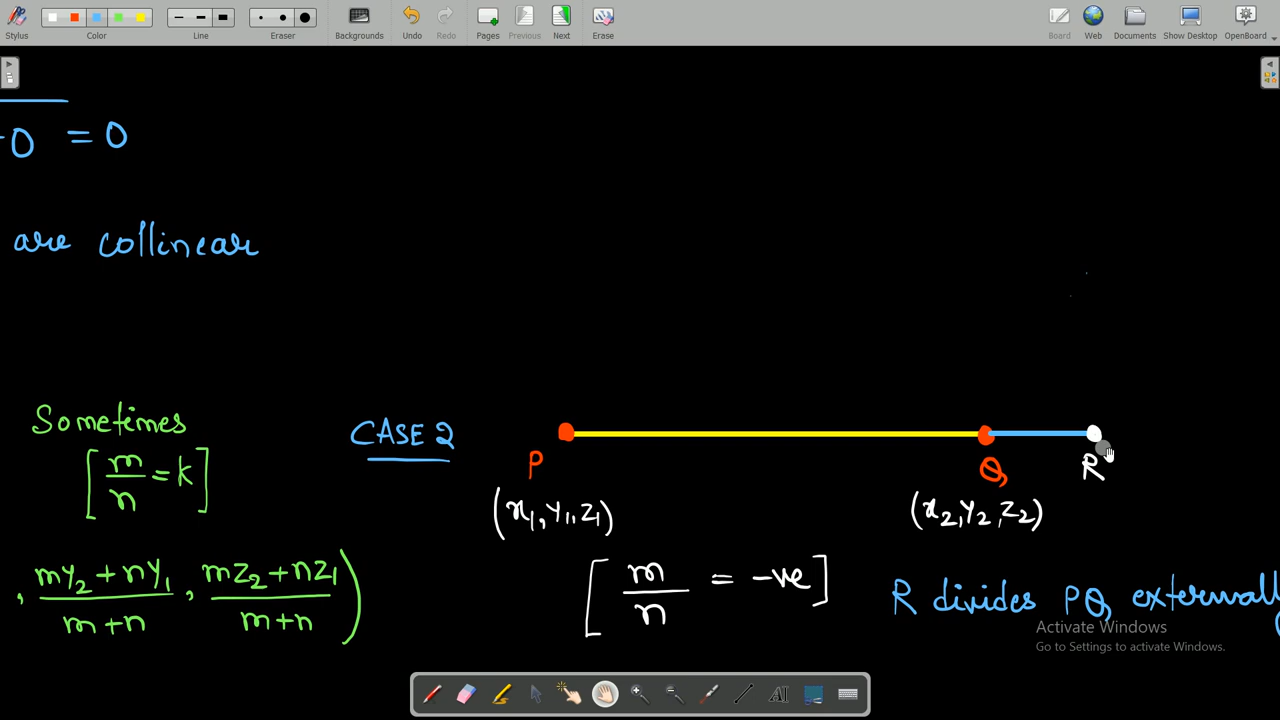 Stylus Color Line Eraser Backgrounds Undo Redo Pages Previous Next Erase Board Web Documents Show Desktop OpenBoard
= 0
0
are collinear
Sometimes
[m/n = k]
, my₂+ny₁/m+n , mz₂+nz₁/m+n )
CASE 2
P
Q
R
(x₁,y₁,z₁)
(x₂,y₂,z₂)
[m/n = -ve]
R divides PQ externally
Activate Windows
Go to Settings to activate Windows.